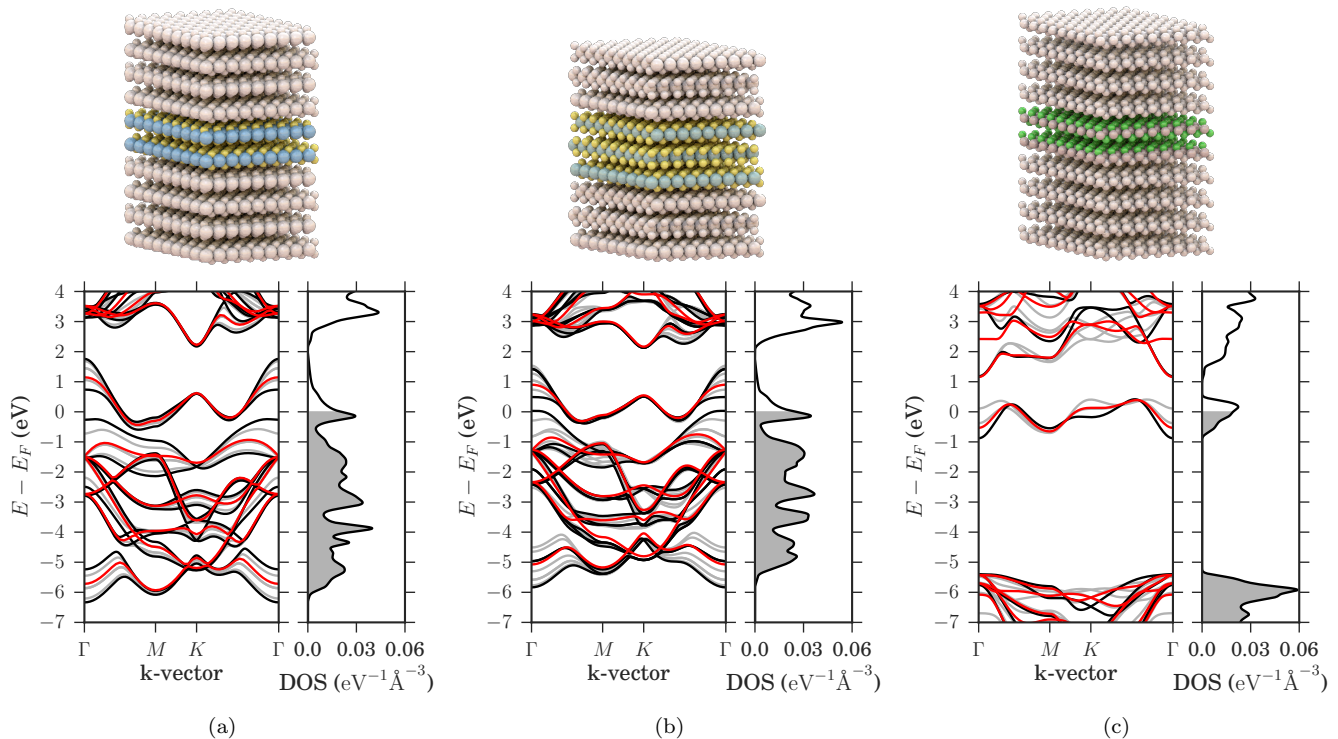 4
3
2
1
0
−1
−2
−3
−4
−5
−6
−7
E − E_F (eV)
Γ M K Γ
k-vector
0.0 0.03 0.06
DOS (eV⁻¹Å⁻³)
(a)
4
3
2
1
0
−1
−2
−3
−4
−5
−6
−7
E − E_F (eV)
Γ M K Γ
k-vector
0.0 0.03 0.06
DOS (eV⁻¹Å⁻³)
(b)
4
3
2
1
0
−1
−2
−3
−4
−5
−6
−7
E − E_F (eV)
Γ M K Γ
k-vector
0.0 0.03 0.06
DOS (eV⁻¹Å⁻³)
(c)